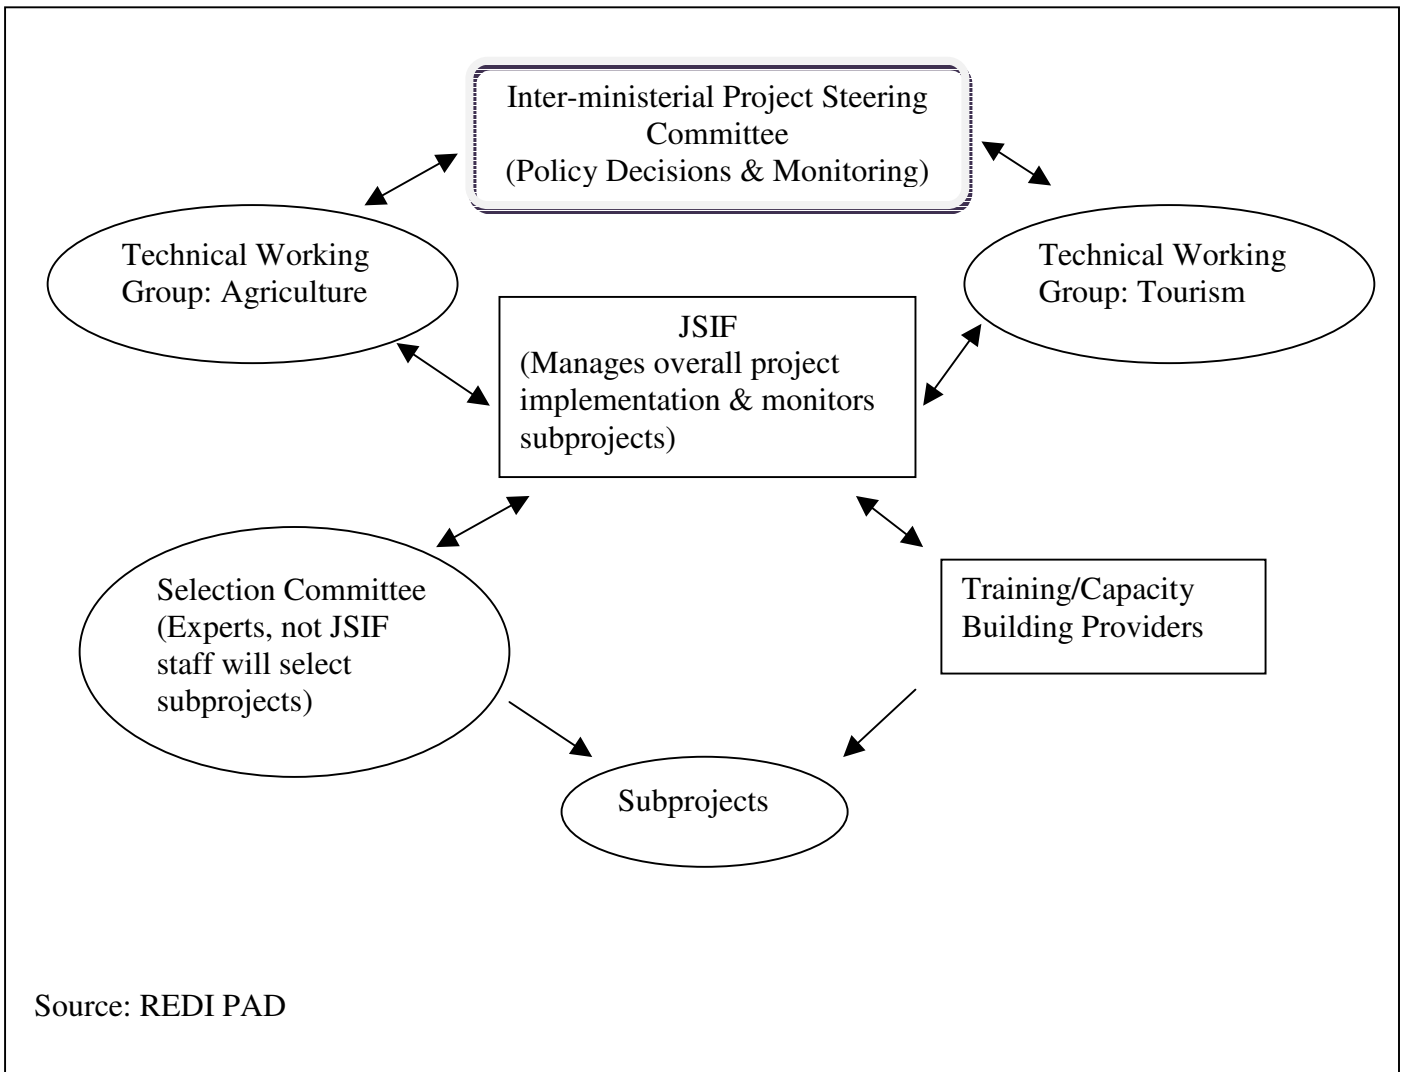 Inter-ministerial Project Steering
Committee
(Policy Decisions & Monitoring)
Technical Working
Group: Agriculture
Technical Working
Group: Tourism
JSIF
(Manages overall project
implementation & monitors
subprojects)
Selection Committee
(Experts, not JSIF
staff will select
subprojects)
Training/Capacity
Building Providers
Subprojects
Source: REDI PAD